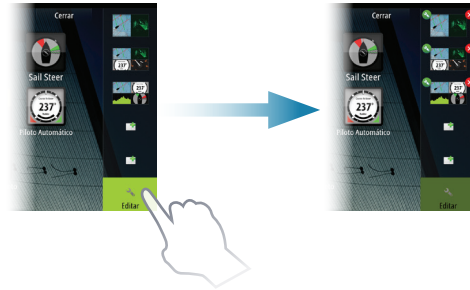 Cerrar
237
Sail Steer
237°
237°
Piloto Automático
Editar
Cerrar
237
Sail Steer
237°
237°
Piloto Automático
Editar